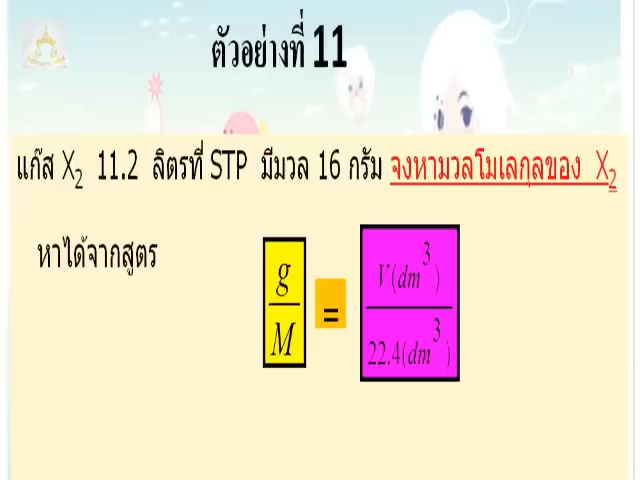 ตัวอย่างที่ 11
แก๊ส X₂ 11.2 ลิตรที่ STP มีมวล 16 กรัม จงหามวลโมเลกุลของ X₂
หาได้จากสูตร
g/M = V(dm³)/22.4(dm³)